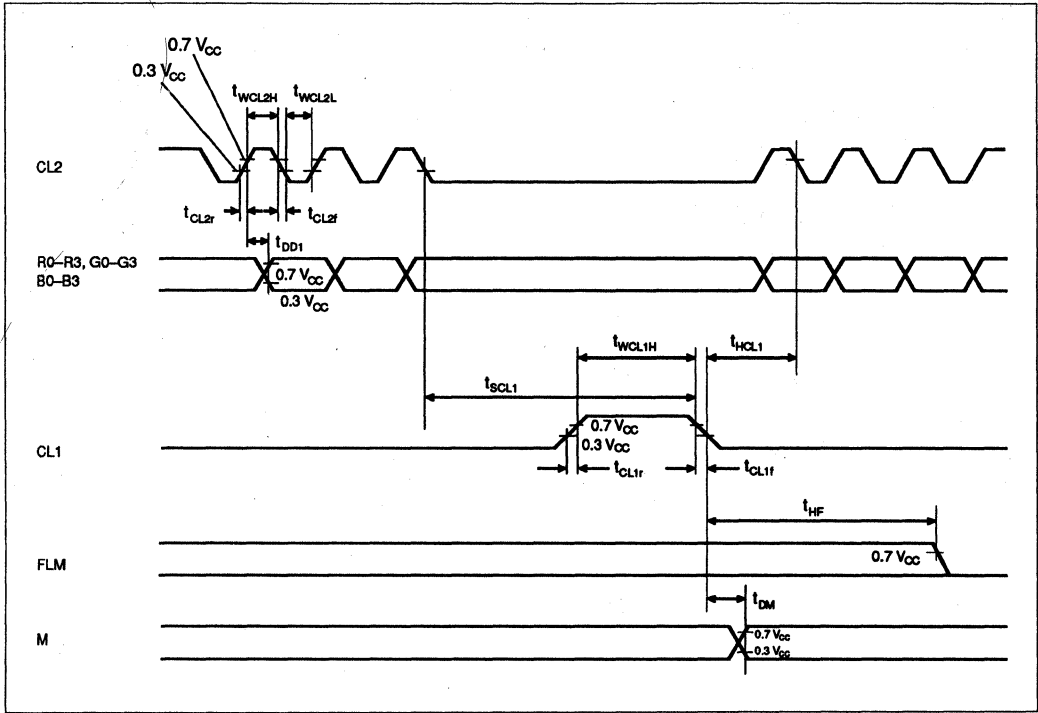 0.7 V_CC
0.3 V_CC
t_WCL2H t_WCL2L
CL2
t_CL2r t_CL2f
t_DD1
R0–R3, G0–G3
B0–B3
0.7 V_CC
0.3 V_CC
t_WCL1H t_HCL1
t_SCL1
0.7 V_CC
0.3 V_CC
CL1
t_CL1r t_CL1f
t_HF
FLM
0.7 V_CC
t_DM
M
0.7 V_CC
0.3 V_CC